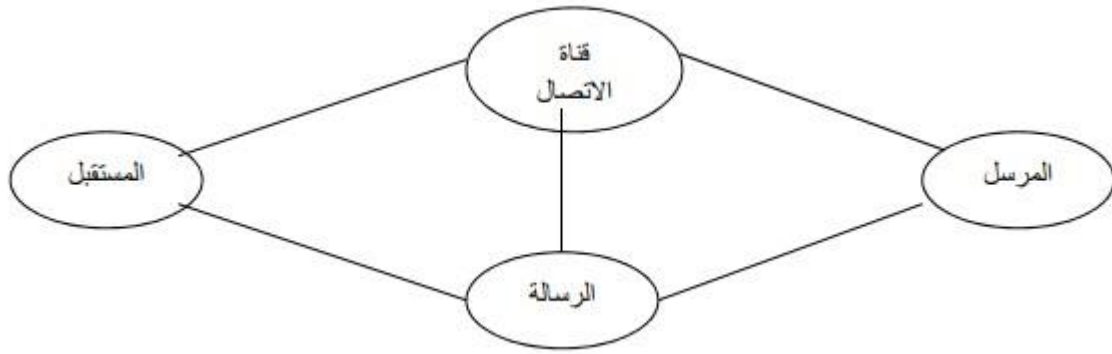 قناة
الاتصال
المرسل
المستقبل
الرسالة